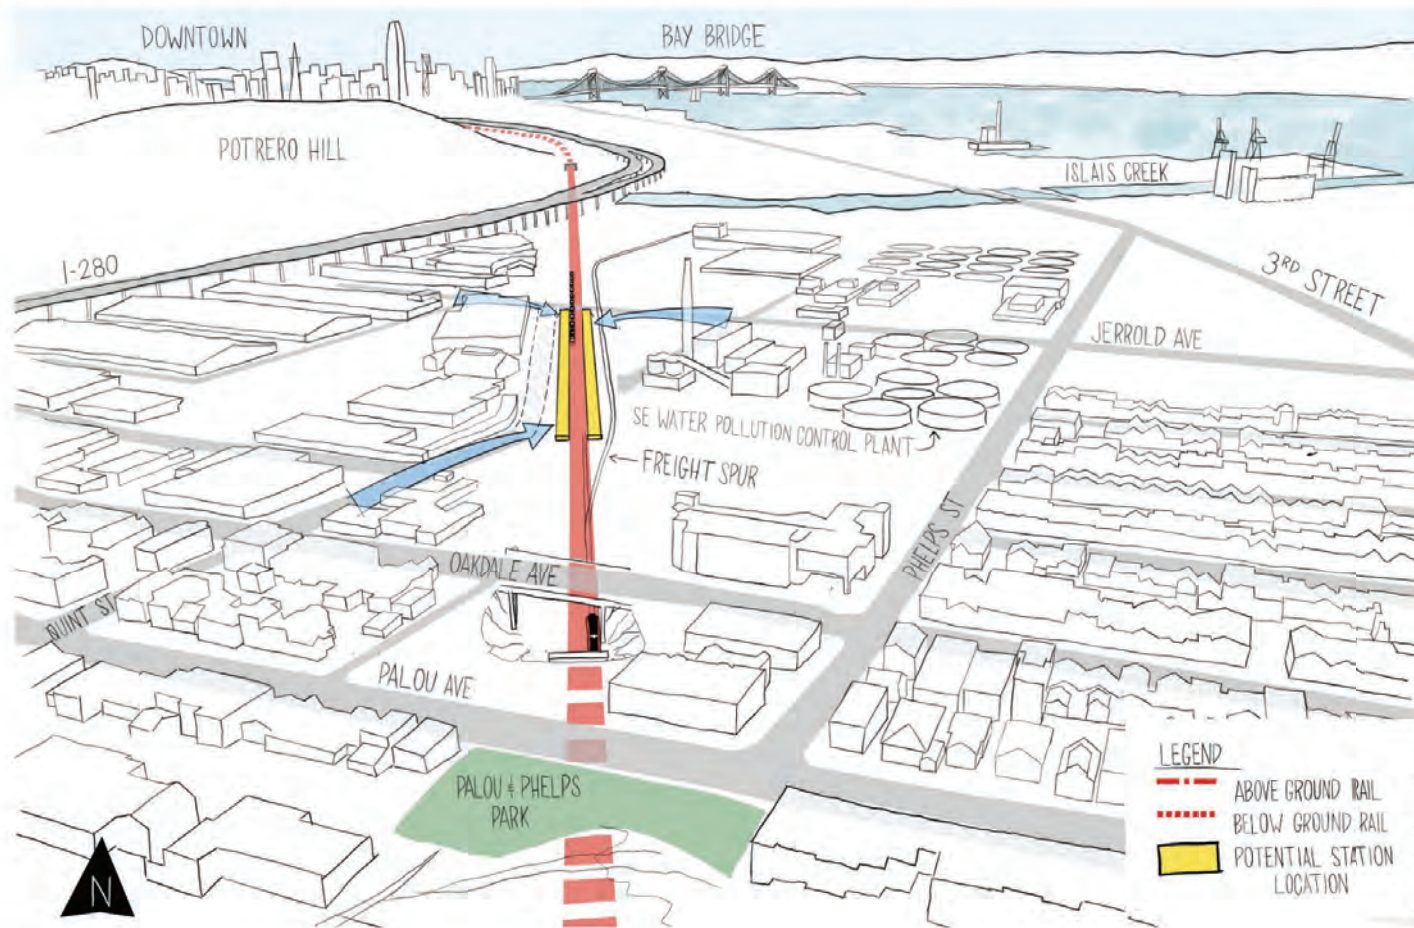 DOWNTOWN
BAY BRIDGE
POTRERO HILL
ISLAIS CREEK
I-280
3RD STREET
JERROLD AVE
SE WATER POLLUTION CONTROL PLANT
FREIGHT SPUR
PHELPS ST
OAKDALE AVE
QUINT ST
PALOU AVE
PALOU & PHELPS
PARK
LEGEND
ABOVE GROUND RAIL
BELOW GROUND RAIL
POTENTIAL STATION
LOCATION
N